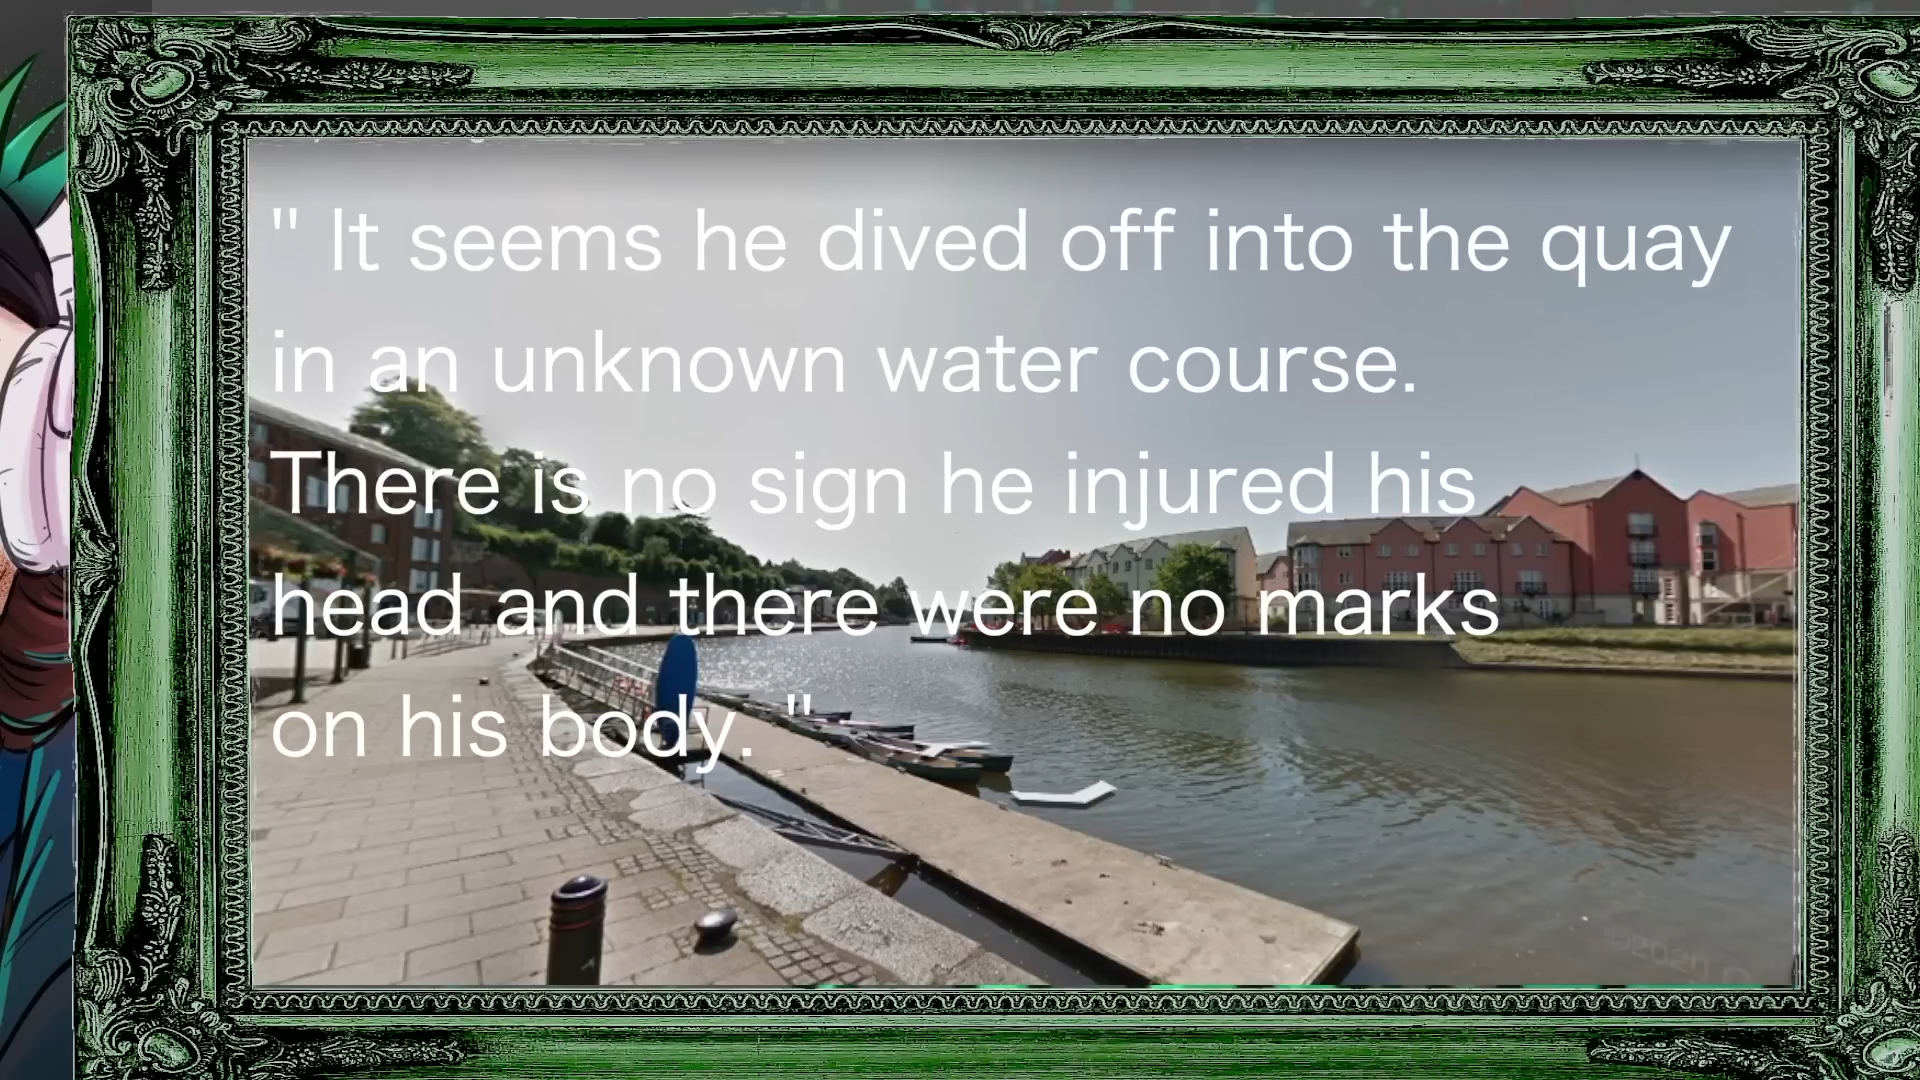 " It seems he dived off into the quay
in an unknown water course.
There is no sign he injured his
head and there were no marks
on his body. "